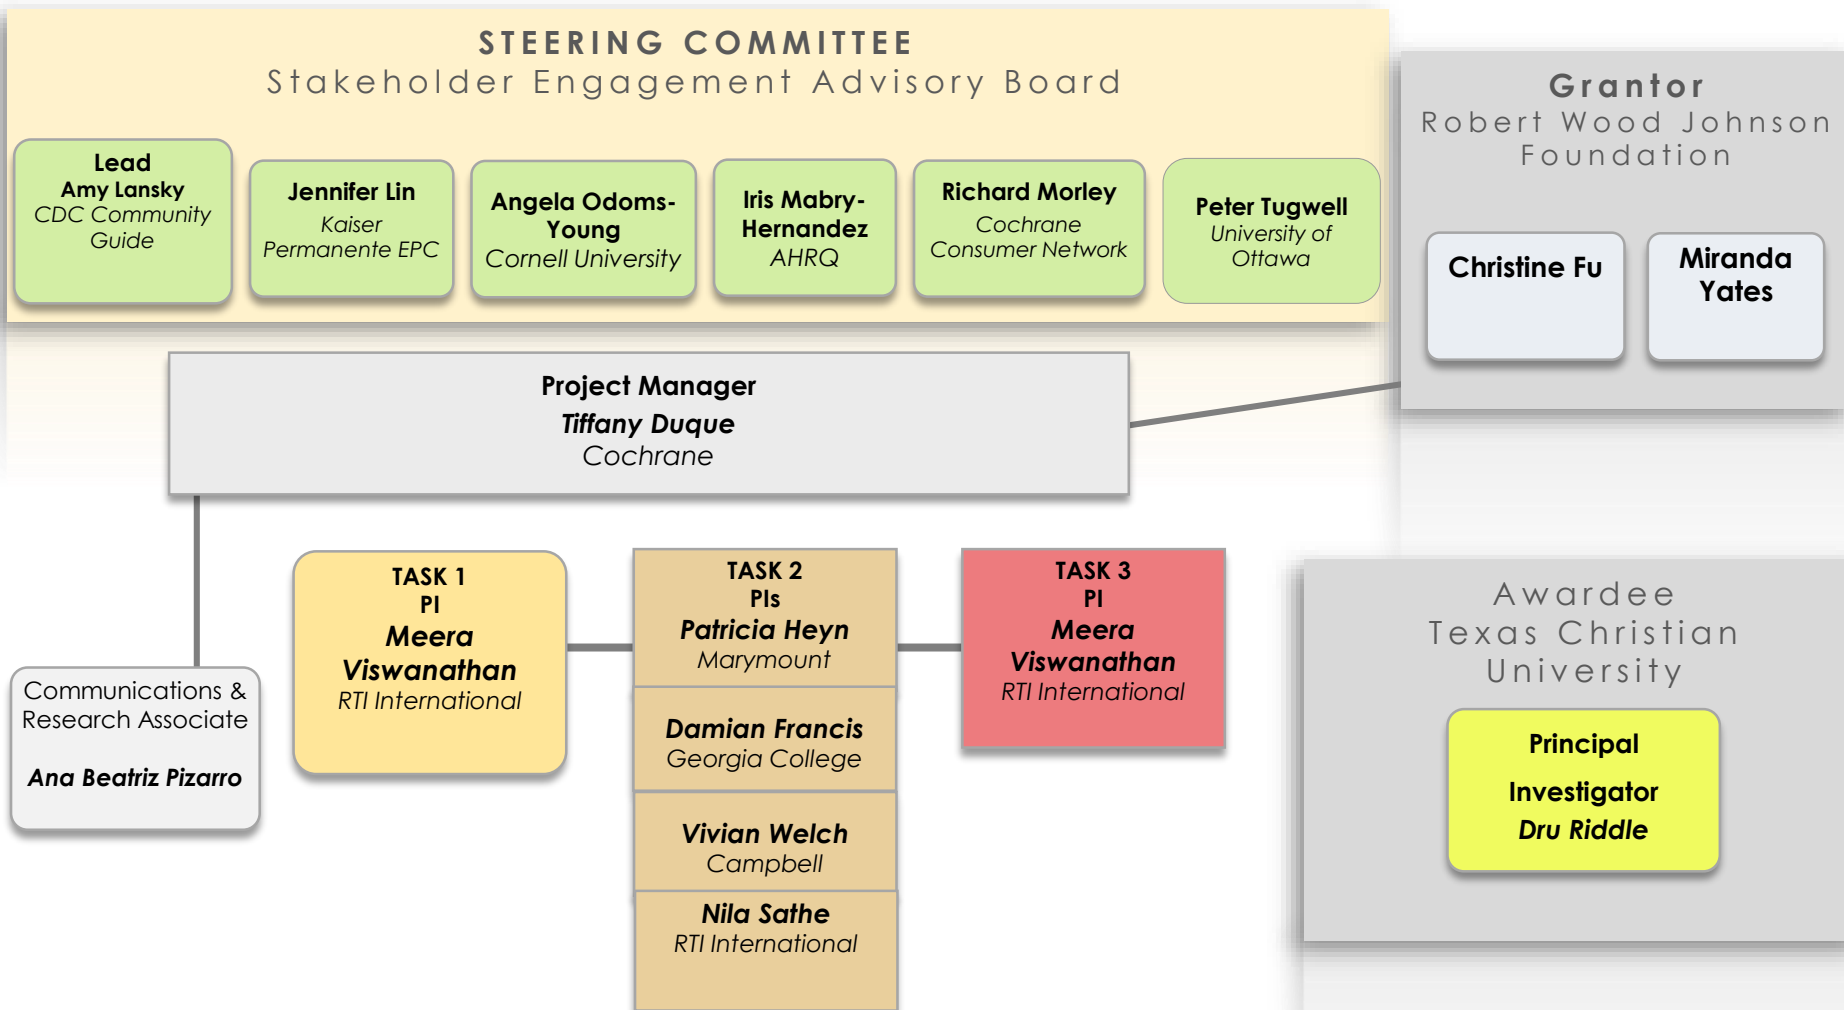 STEERING COMMITTEE
Stakeholder Engagement Advisory Board
Lead
Amy Lansky
CDC Community
Guide
Jennifer Lin
Kaiser
Permanente EPC
Angela Odoms-
Young
Cornell University
Iris Mabry-
Hernandez
AHRQ
Richard Morley
Cochrane
Consumer Network
Peter Tugwell
University of
Ottawa
Grantor
Robert Wood Johnson
Foundation
Christine Fu
Miranda
Yates
Project Manager
Tiffany Duque
Cochrane
Communications &
Research Associate
Ana Beatriz Pizarro
TASK 1
PI
Meera
Viswanathan
RTI International
TASK 2
PIs
Patricia Heyn
Marymount
Damian Francis
Georgia College
Vivian Welch
Campbell
Nila Sathe
RTI International
TASK 3
PI
Meera
Viswanathan
RTI International
Awardee
Texas Christian
University
Principal
Investigator
Dru Riddle